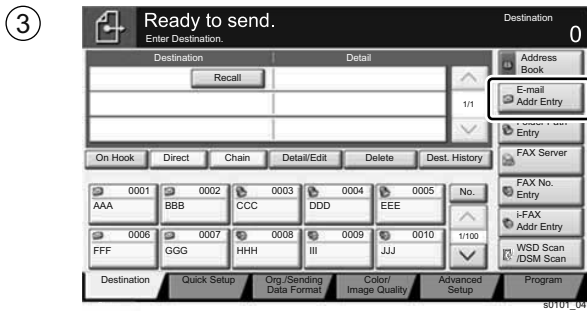 3
Ready to send.
Enter Destination.
Destination
0
Destination Detail
Recall
1/1
On Hook Direct Chain Detail/Edit Delete Dest. History
0001 0002 0003 0004 0005 No.
AAA BBB CCC DDD EEE
0006 0007 0008 0009 0010 1/100
FFF GGG HHH III JJJ
Address
Book
E-mail
Addr Entry
Folder Path
Entry
FAX Server
FAX No.
Entry
i-FAX
Addr Entry
WSD Scan
/DSM Scan
Destination Quick Setup Org./Sending
Data Format Color/
Image Quality Advanced
Setup Program
s0101_04